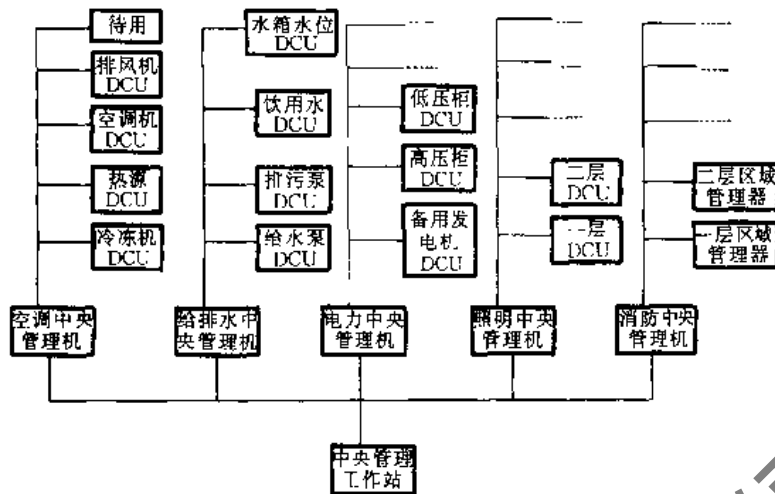 待用
排风机
DCU
空调机
DCU
热源
DCU
冷冻机
DCU
空调中央
管理机
水箱水位
DCU
饮用水
DCU
排污泵
DCU
给水泵
DCU
给排水中
央管理机
低压柜
DCU
高压柜
DCU
备用发
电机
DCU
电力中央
管理机
二层
DCU
一层
DCU
照明中央
管理机
二层区域
管理器
一层区域
管理器
消防中央
管理机
中央管理
工作站